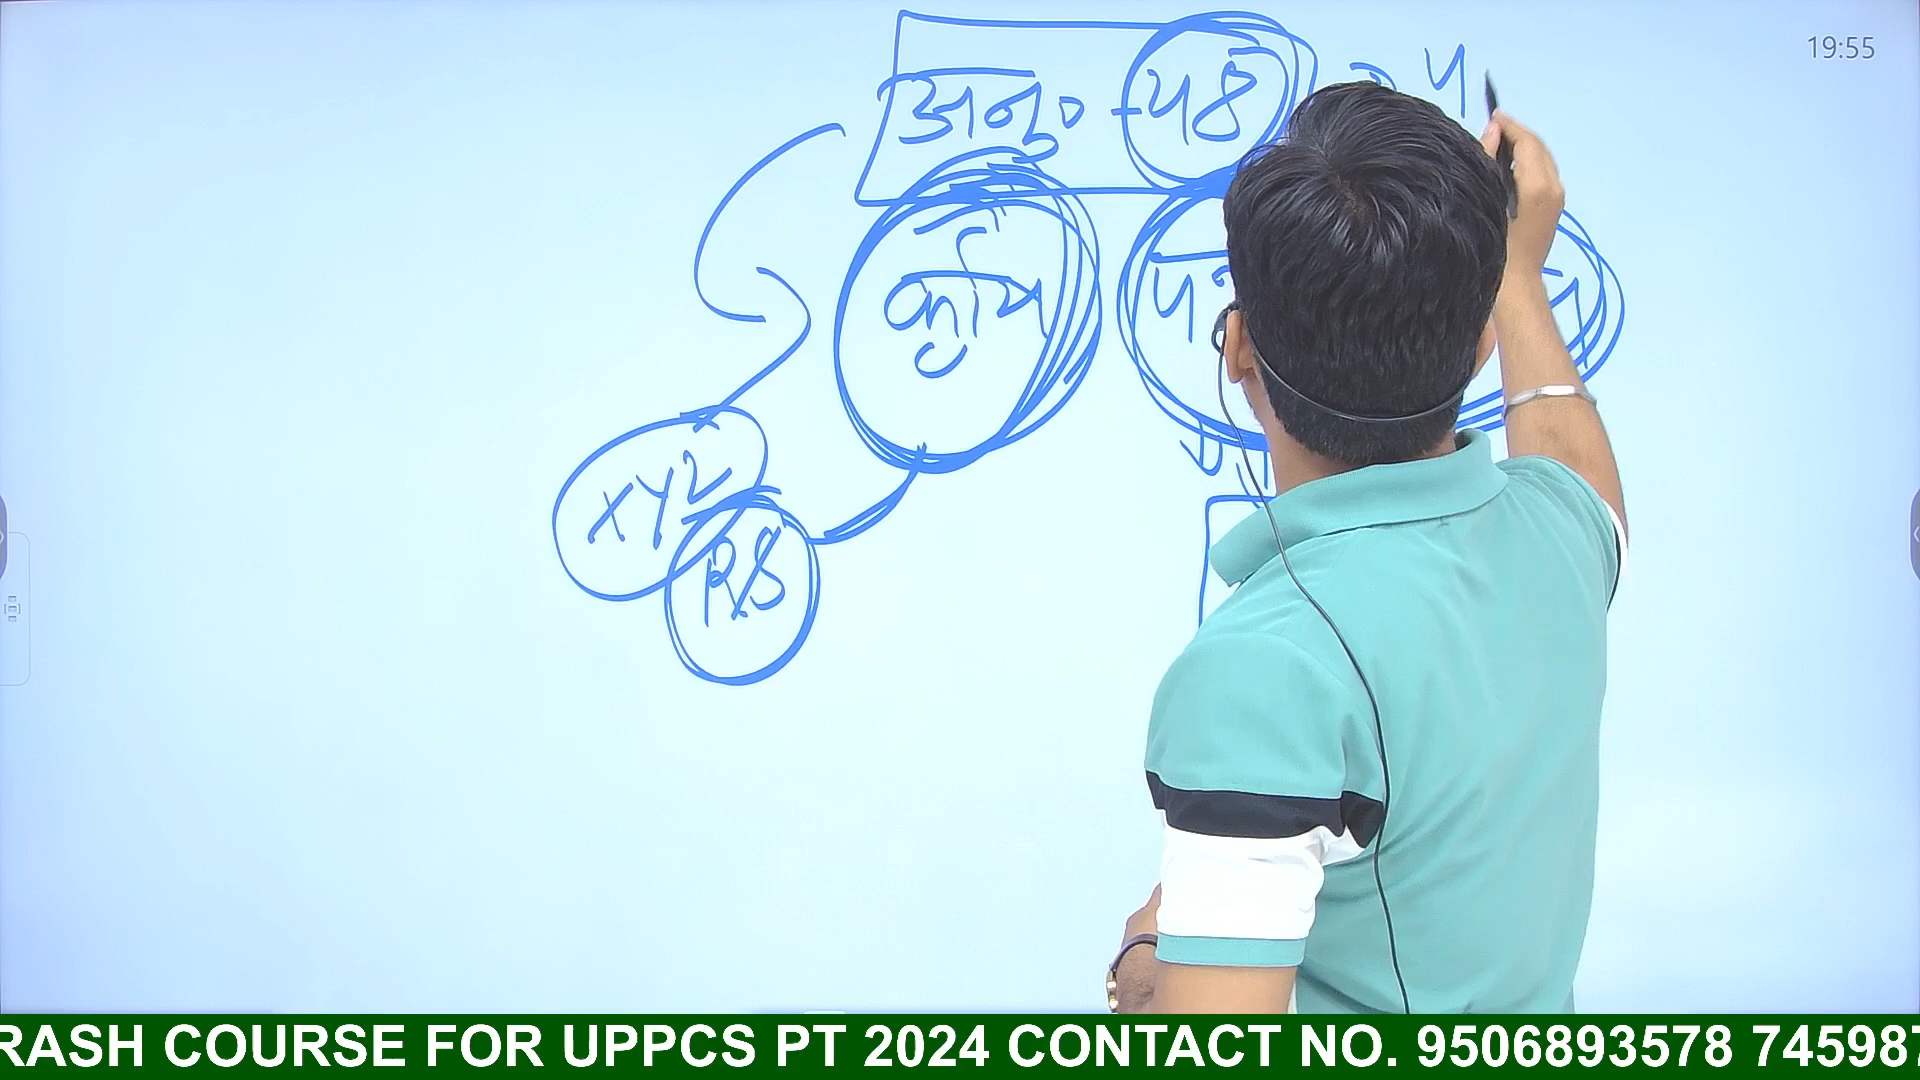 19:55
अनु० - 48
कृषि
XYZ
RS
RASH COURSE FOR UPPCS PT 2024 CONTACT NO. 9506893578 745987